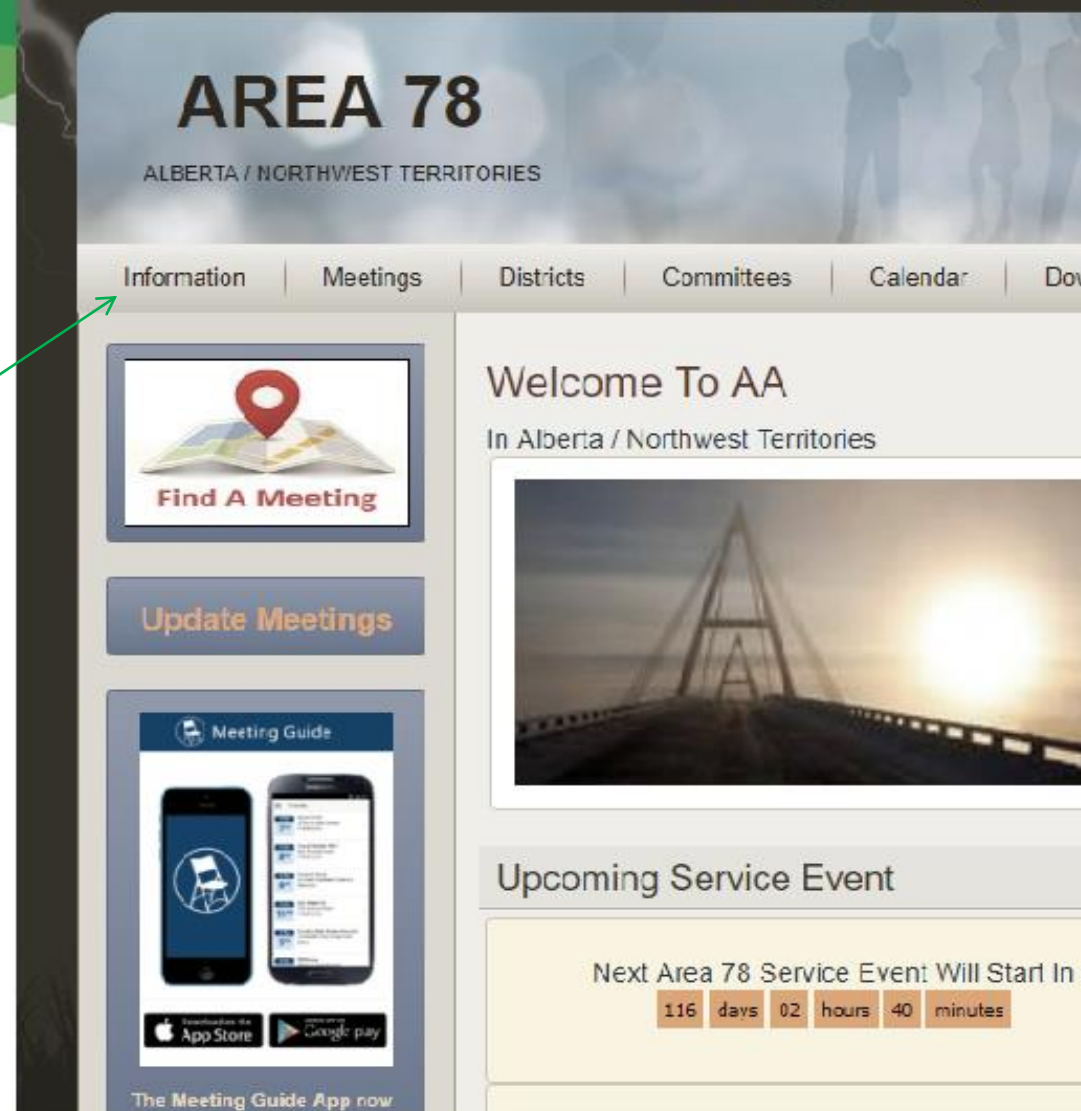 AREA 78
ALBERTA / NORTHWEST TERRITORIES
Information
Meetings
Districts
Committees
Calendar
Find A Meeting
Update Meetings
Meeting Guide
App Store
Google pay
The Meeting Guide App now
Welcome To AA
In Alberta / Northwest Territories
Upcoming Service Event
Next Area 78 Service Event Will Start In
116 days 02 hours 40 minutes